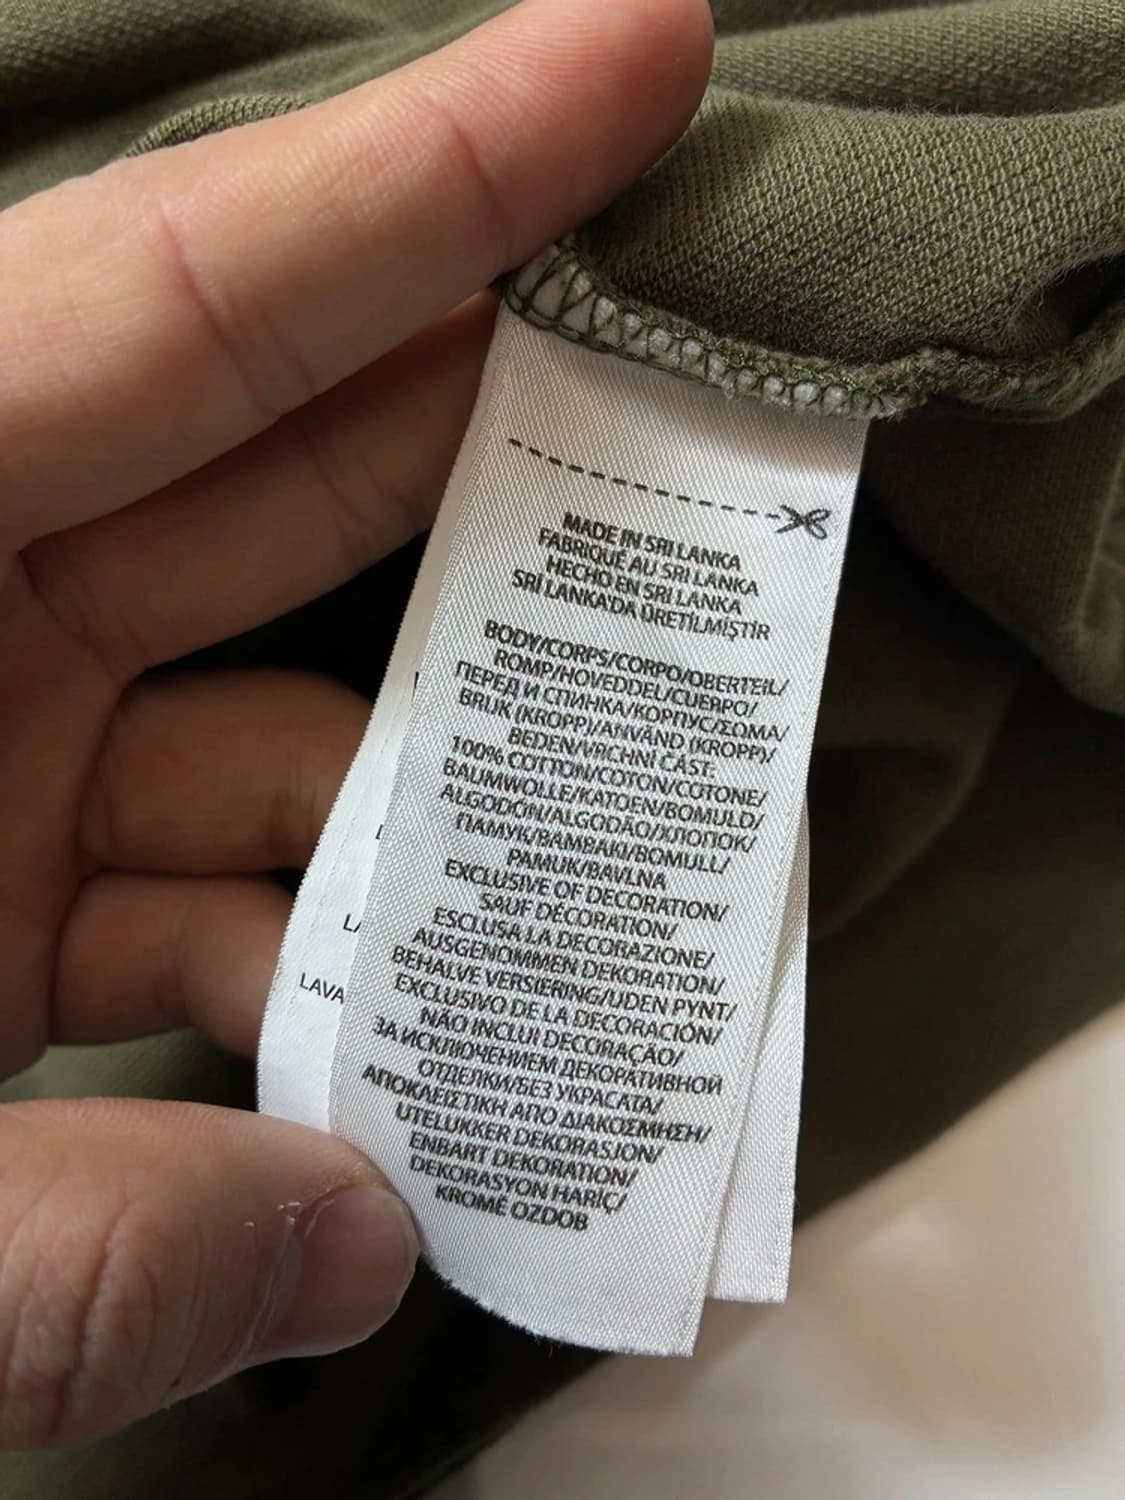 MADE IN SRI LANKA
FABRIQUÉ AU SRI LANKA
HECHO EN SRI LANKA
SRI LANKA'DA ÜRETİLMİŞTİR
BODY/CORPS/CORPO/OBERTEIL/
ROMP/HOVEDDEL/CUERPO/
ПЕРЕД И СПИНКА/КОРПУС/ΣΩΜΑ/
BRUK (KROPP)/ANVÄND (KROPP)/
BEDEN/VRCHNÍ CÁST:
100% COTTON/COTON/COTONE/
BAUMWOLLE/KATOEN/BOMULD/
ALGODÓN/ALGODÃO/ХЛОПОК/
ПАМУК/ΒΑΜΒΑΚΙ/BOMULL/
PAMUK/BAVLNA
EXCLUSIVE OF DECORATION/
SAUF DÉCORATION/
ESCLUSA LA DECORAZIONE/
AUSGENOMMEN DEKORATION/
BEHALVE VERSIERING/UDEN PYNT/
EXCLUSIVO DE LA DECORACIÓN/
NÃO INCLUI DECORAÇÃO/
ЗА ИСКЛЮЧЕНИЕМ ДЕКОРАТИВНОЙ
ОТДЕЛКИ/БЕЗ УКРАСАТА/
ΑΠΟΚΛΕΙΣΤΙΚΗ ΑΠΟ ΔΙΑΚΟΣΜΗΣΗ/
UTELUKKER DEKORASJON/
ENBART DEKORATION/
DEKORASYON HARİÇ/
KROMĚ OZDOB
LA
LAVA